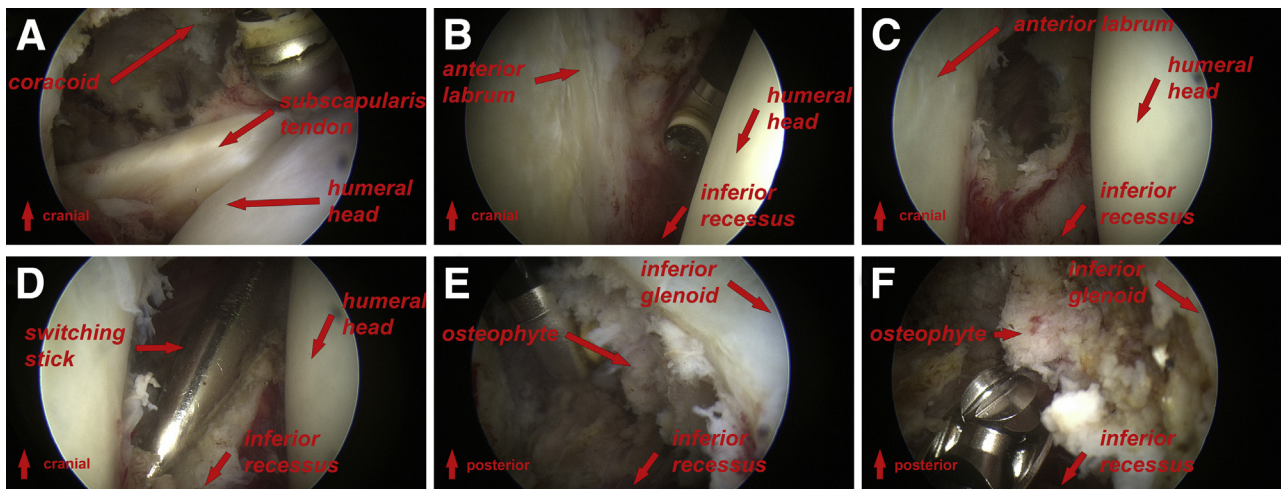 A
coracoid
subscapularis
tendon
humeral
head
cranial
B
anterior
labrum
humeral
head
inferior
recessus
cranial
C
anterior labrum
humeral
head
inferior
recessus
cranial
D
switching
stick
humeral
head
inferior
recessus
cranial
E
inferior
glenoid
osteophyte
inferior
recessus
posterior
F
inferior
glenoid
osteophyte
inferior
recessus
posterior